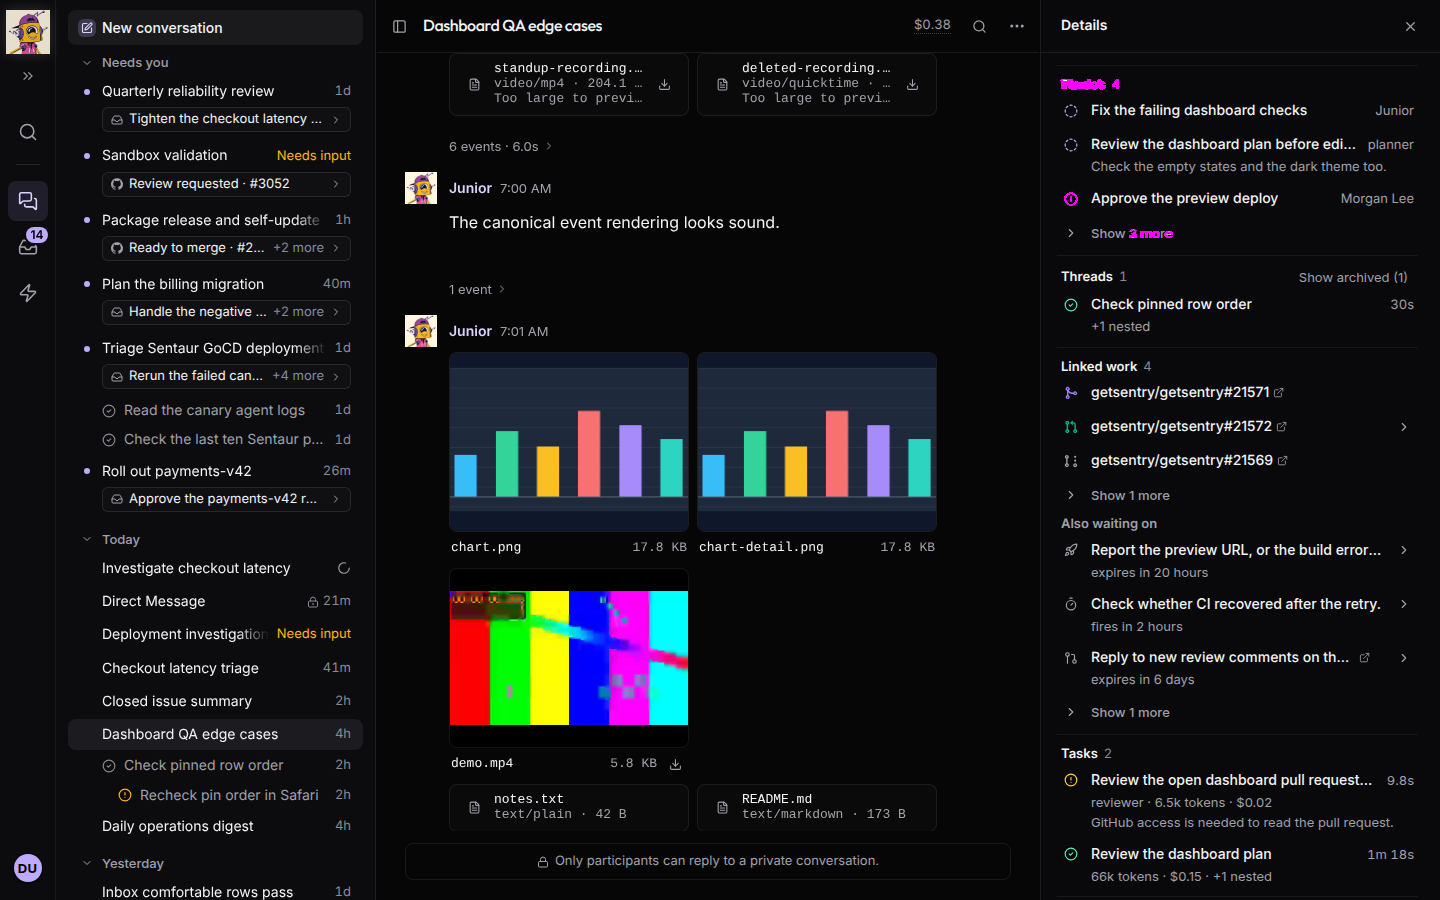 New conversation
Needs you
Quarterly reliability review 1d
Tighten the checkout latency ...
Sandbox validation Needs input
Review requested · #3052
Package release and self-update 1h
Ready to merge · #2... +2 more
Plan the billing migration 40m
Handle the negative ... +2 more
Triage Sentaur GoCD deployment 1d
Rerun the failed can... +4 more
Read the canary agent logs 1d
Check the last ten Sentaur p... 1d
Roll out payments-v42 26m
Approve the payments-v42 r...
Today
Investigate checkout latency
Direct Message 21m
Deployment investigation Needs input
Checkout latency triage 41m
Closed issue summary 2h
Dashboard QA edge cases 4h
Check pinned row order 2h
Recheck pin order in Safari 2h
Daily operations digest 4h
Yesterday
Inbox comfortable rows pass 1d
14
DU
Dashboard QA edge cases $0.38
standup-recording.…
video/mp4 · 204.1 …
Too large to previ…
deleted-recording.…
video/quicktime · …
Too large to previ…
6 events · 6.0s
Junior 7:00 AM
The canonical event rendering looks sound.
1 event
Junior 7:01 AM
chart.png 17.8 KB
chart-detail.png 17.8 KB
demo.mp4 5.8 KB
notes.txt
text/plain · 42 B
README.md
text/markdown · 173 B
Only participants can reply to a private conversation.
Details
4
Fix the failing dashboard checks Junior
Review the dashboard plan before edi... planner
Check the empty states and the dark theme too.
Approve the preview deploy Morgan Lee
Show more
Threads 1 Show archived (1)
Check pinned row order 30s
+1 nested
Linked work 4
getsentry/getsentry#21571
getsentry/getsentry#21572
getsentry/getsentry#21569
Show 1 more
Also waiting on
Report the preview URL, or the build error...
expires in 20 hours
Check whether CI recovered after the retry.
fires in 2 hours
Reply to new review comments on th...
expires in 6 days
Show 1 more
Tasks 2
Review the open dashboard pull request... 9.8s
reviewer · 6.5k tokens · $0.02
GitHub access is needed to read the pull request.
Review the dashboard plan 1m 18s
66k tokens · $0.15 · +1 nested